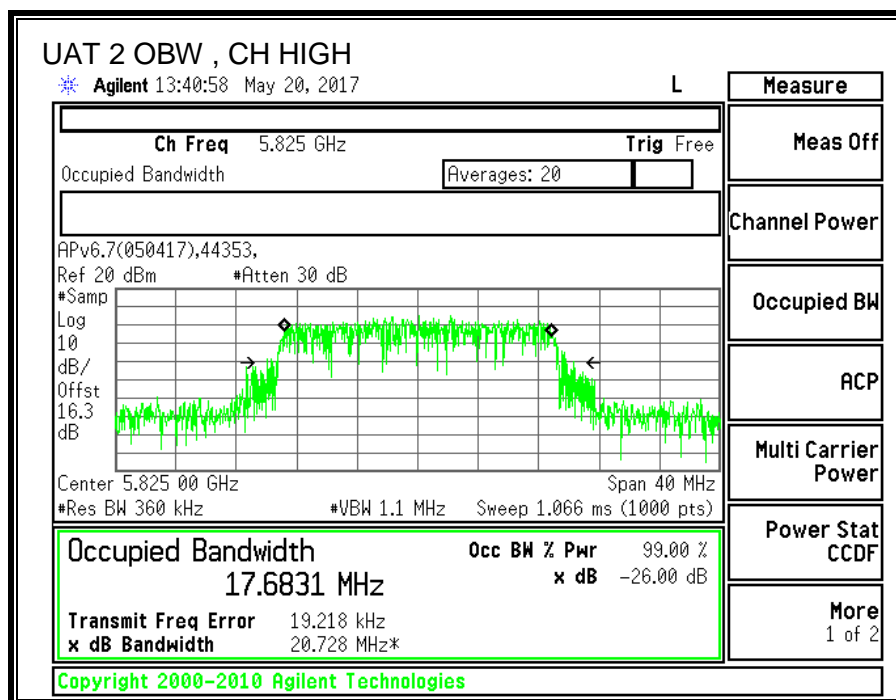 UAT 2 OBW , CH HIGH
Agilent 13:40:58 May 20, 2017 L
Measure
Ch Freq 5.825 GHz Trig Free
Meas Off
Occupied Bandwidth Averages: 20
Channel Power
APv6.7(050417),44353,
Ref 20 dBm #Atten 30 dB
#Samp
Log
10
dB/
Offst
16.3
dB
Occupied BW
ACP
Multi Carrier
Power
Center 5.825 00 GHz Span 40 MHz
#Res BW 360 kHz #VBW 1.1 MHz Sweep 1.066 ms (1000 pts)
Power Stat
CCDF
Occupied Bandwidth Occ BW % Pwr 99.00 %
17.6831 MHz x dB -26.00 dB
Transmit Freq Error 19.218 kHz
x dB Bandwidth 20.728 MHz*
More
1 of 2
Copyright 2000-2010 Agilent Technologies